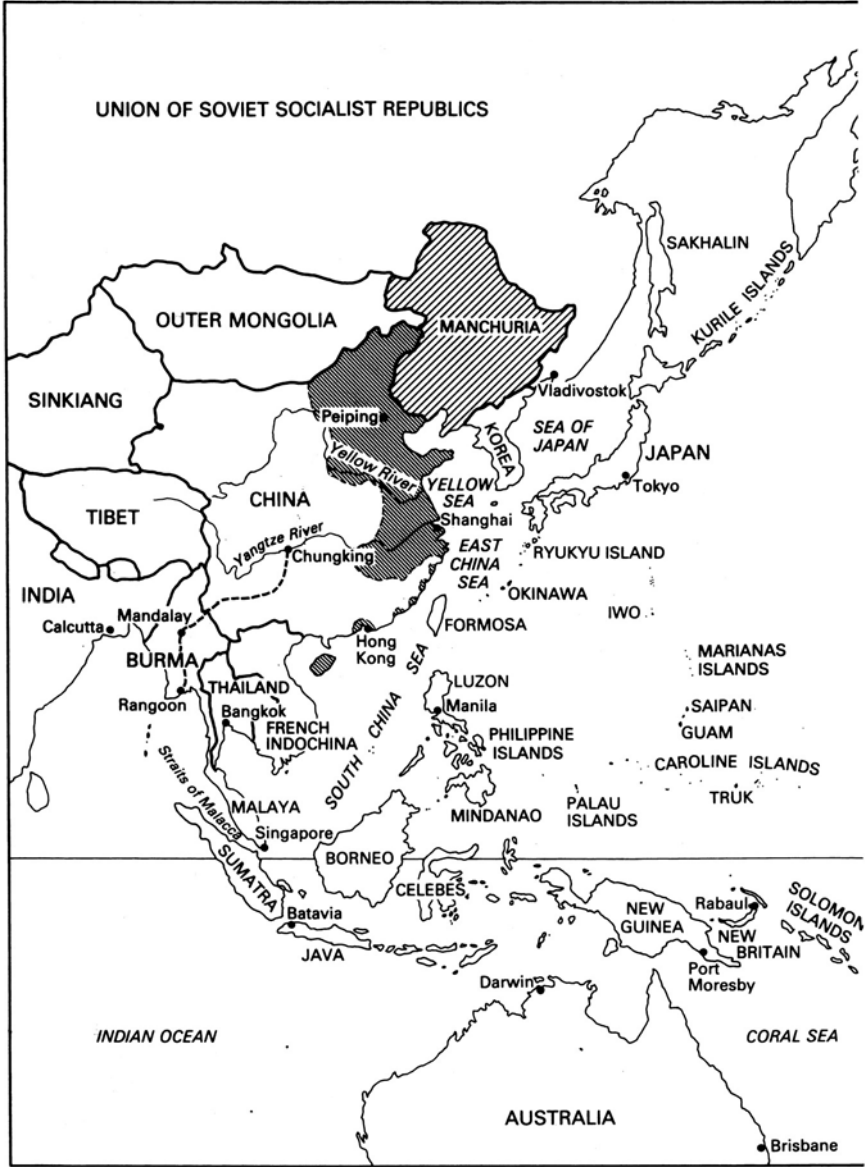 UNION OF SOVIET SOCIALIST REPUBLICS
SAKHALIN
KURILE ISLANDS
OUTER MONGOLIA
MANCHURIA
Vladivostok
SINKIANG
Peiping
SEA OF
JAPAN
KOREA
JAPAN
Yellow River
YELLOW
SEA
Tokyo
CHINA
TIBET
Shanghai
Yangtze River
Chungking
EAST
CHINA
SEA
RYUKYU ISLAND
INDIA
OKINAWA
Mandalay
IWO
Calcutta
FORMOSA
Hong
Kong
BURMA
MARIANAS
ISLANDS
THAILAND
LUZON
Rangoon
Bangkok
Manila
SAIPAN
FRENCH
INDOCHINA
SOUTH CHINA SEA
PHILIPPINE
ISLANDS
GUAM
CAROLINE ISLANDS
Straits of Malacca
MALAYA
MINDANAO
PALAU
ISLANDS
TRUK
Singapore
SUMATRA
BORNEO
CELEBES
Rabaul
SOLOMON
ISLANDS
NEW
GUINEA
Batavia
NEW
BRITAIN
JAVA
Port
Moresby
Darwin
INDIAN OCEAN
CORAL SEA
AUSTRALIA
Brisbane